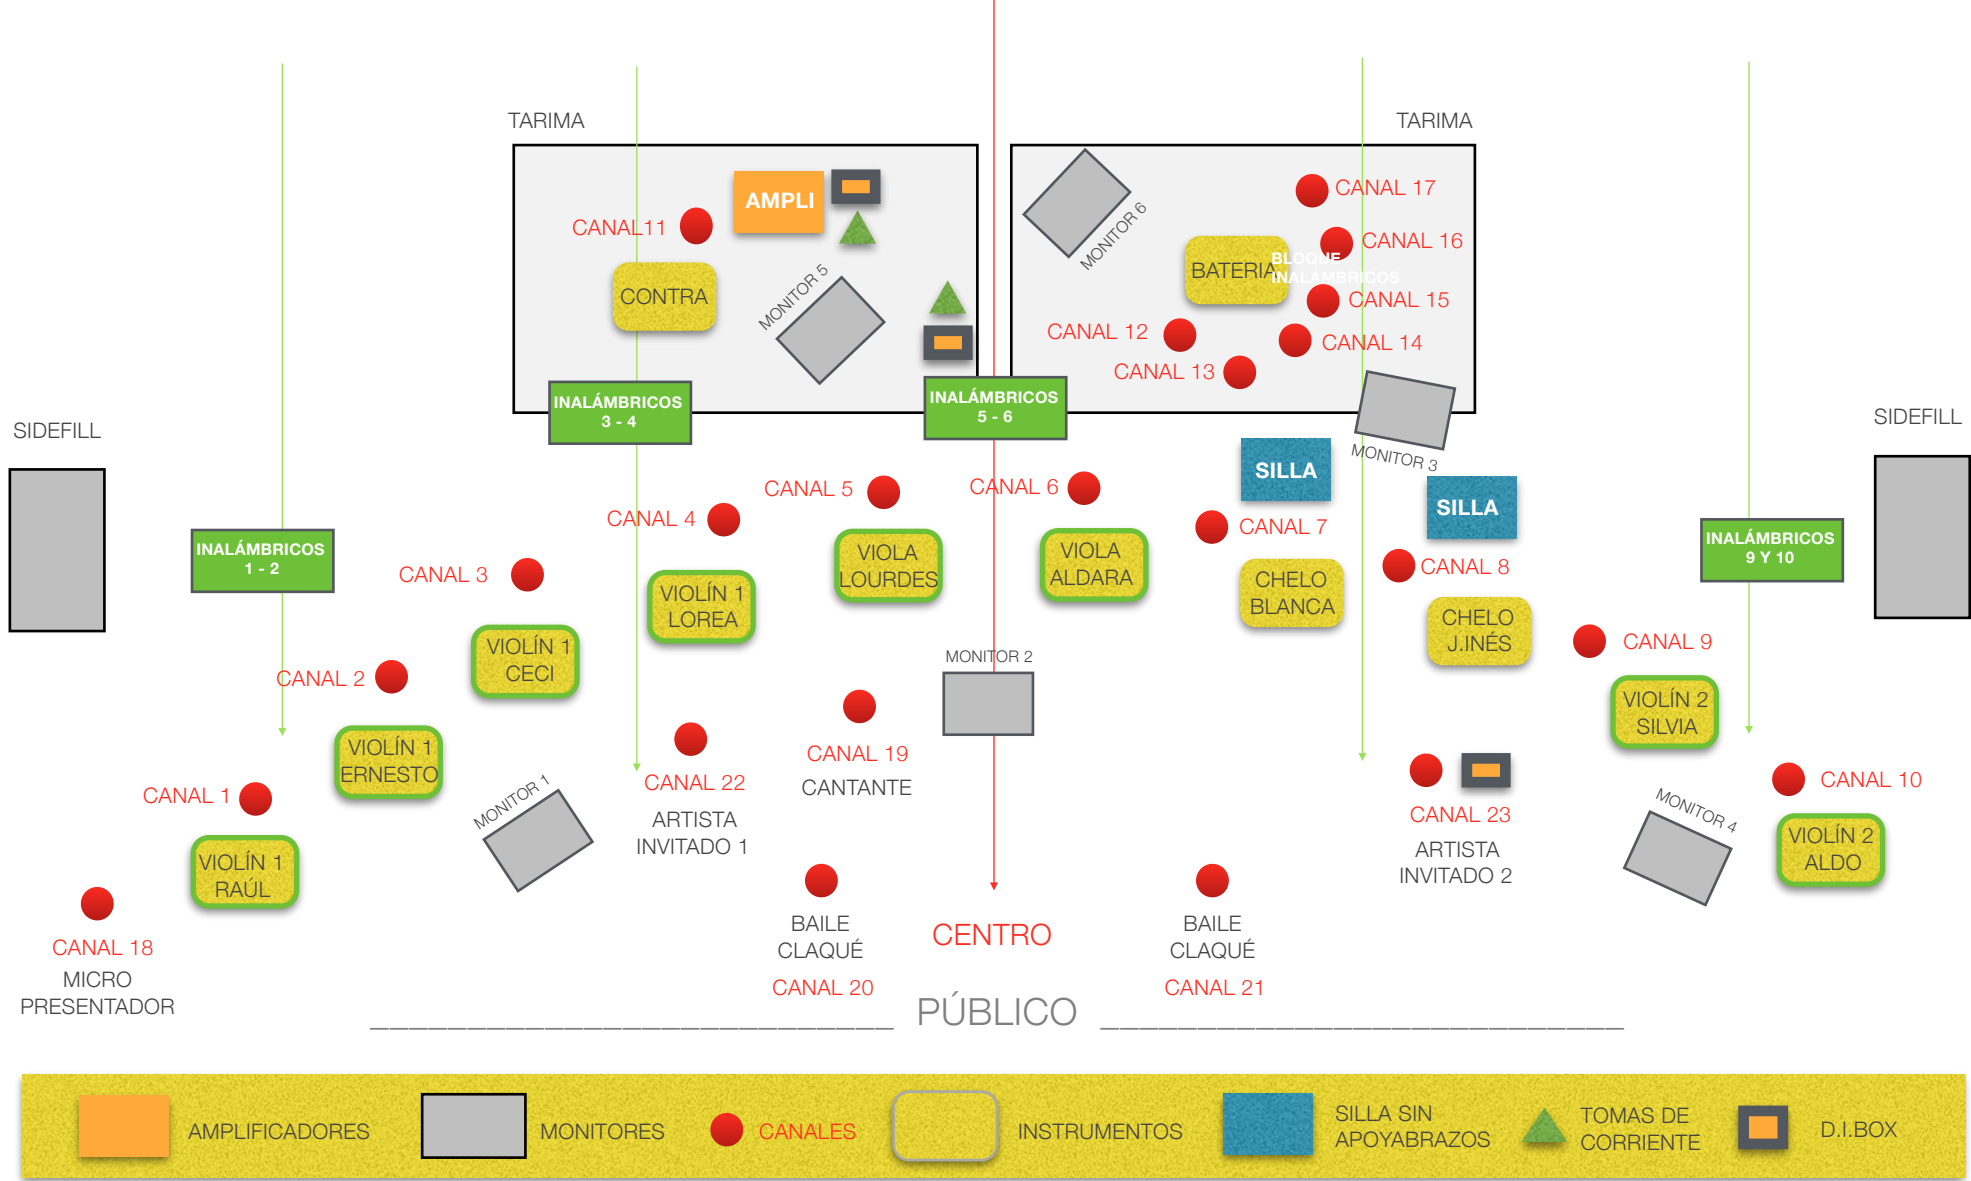 TARIMA
TARIMA
CANAL11
AMPLI
CONTRA
MONITOR 5
MONITOR 6
CANAL 17
CANAL 16
BATERIA
BLOQUE
INALÁMBRICOS
CANAL 15
CANAL 12
CANAL 14
CANAL 13
INALÁMBRICOS
3 - 4
INALÁMBRICOS
5 - 6
MONITOR 3
SIDEFILL
SIDEFILL
SILLA
SILLA
CANAL 5
CANAL 6
CANAL 4
CANAL 7
INALÁMBRICOS
1 - 2
INALÁMBRICOS
9 Y 10
CANAL 3
VIOLA
LOURDES
VIOLA
ALDARA
CANAL 8
VIOLÍN 1
LOREA
CHELO
BLANCA
CHELO
J.INÉS
CANAL 9
VIOLÍN 1
CECI
MONITOR 2
CANAL 2
VIOLÍN 2
SILVIA
VIOLÍN 1
ERNESTO
CANAL 19
CANTANTE
CANAL 22
ARTISTA
INVITADO 1
CANAL 1
MONITOR 1
CANAL 23
ARTISTA
INVITADO 2
MONITOR 4
CANAL 10
VIOLÍN 2
ALDO
VIOLÍN 1
RAÚL
CANAL 18
MICRO
PRESENTADOR
BAILE
CLAQUÉ
CANAL 20
CENTRO
BAILE
CLAQUÉ
CANAL 21
PÚBLICO
AMPLIFICADORES
MONITORES
CANALES
INSTRUMENTOS
SILLA SIN
APOYABRAZOS
TOMAS DE
CORRIENTE
D.I.BOX